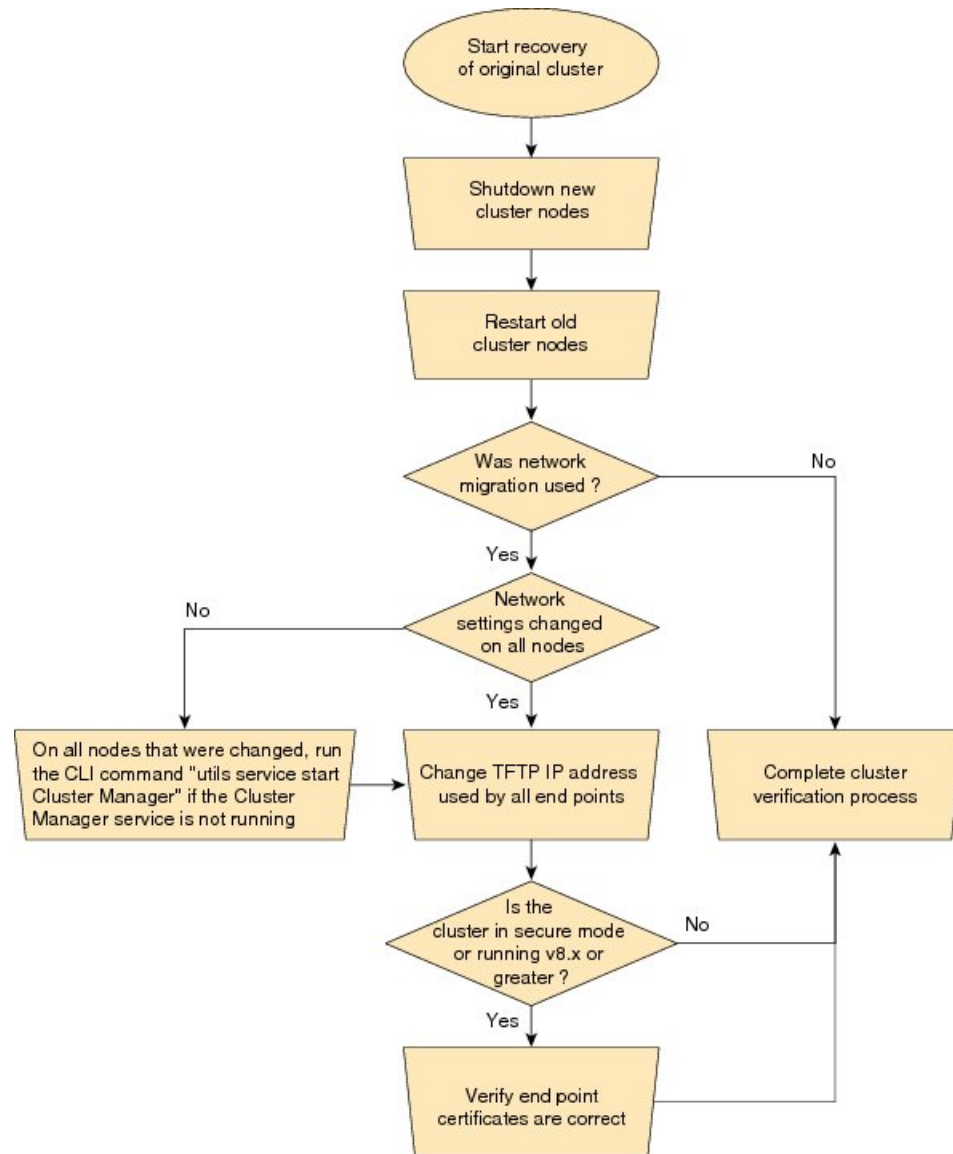 Start recovery
of original cluster
Shutdown new
cluster nodes
Restart old
cluster nodes
Was network
migration used ?
No
Yes
Network
settings changed
on all nodes
No
Yes
On all nodes that were changed, run
the CLI command "utils service start
Cluster Manager" if the Cluster
Manager service is not running
Change TFTP IP address
used by all end points
Complete cluster
verification process
Is the
cluster in secure mode
or running v8.x or
greater ?
No
Yes
Verify end point
certificates are correct